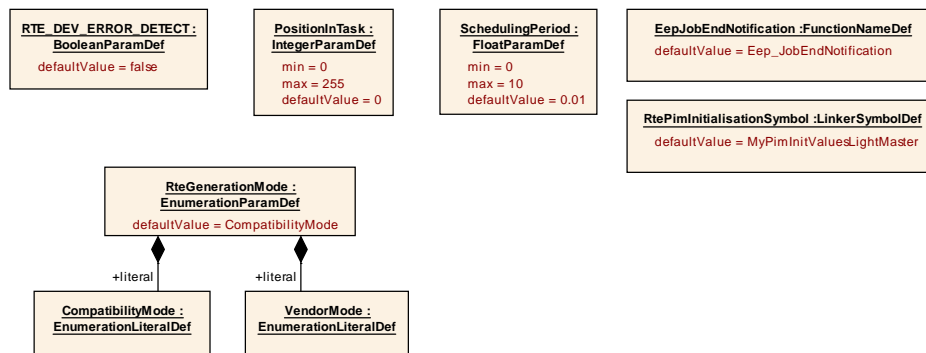 RTE_DEV_ERROR_DETECT :
BooleanParamDef
defaultValue = false
PositionInTask :
IntegerParamDef
min = 0
max = 255
defaultValue = 0
SchedulingPeriod :
FloatParamDef
min = 0
max = 10
defaultValue = 0.01
EepJobEndNotification :FunctionNameDef
defaultValue = Eep_JobEndNotification
RtePimInitialisationSymbol :LinkerSymbolDef
defaultValue = MyPimInitValuesLightMaster
RteGenerationMode :
EnumerationParamDef
defaultValue = CompatibilityMode
+literal
+literal
CompatibilityMode :
EnumerationLiteralDef
VendorMode :
EnumerationLiteralDef